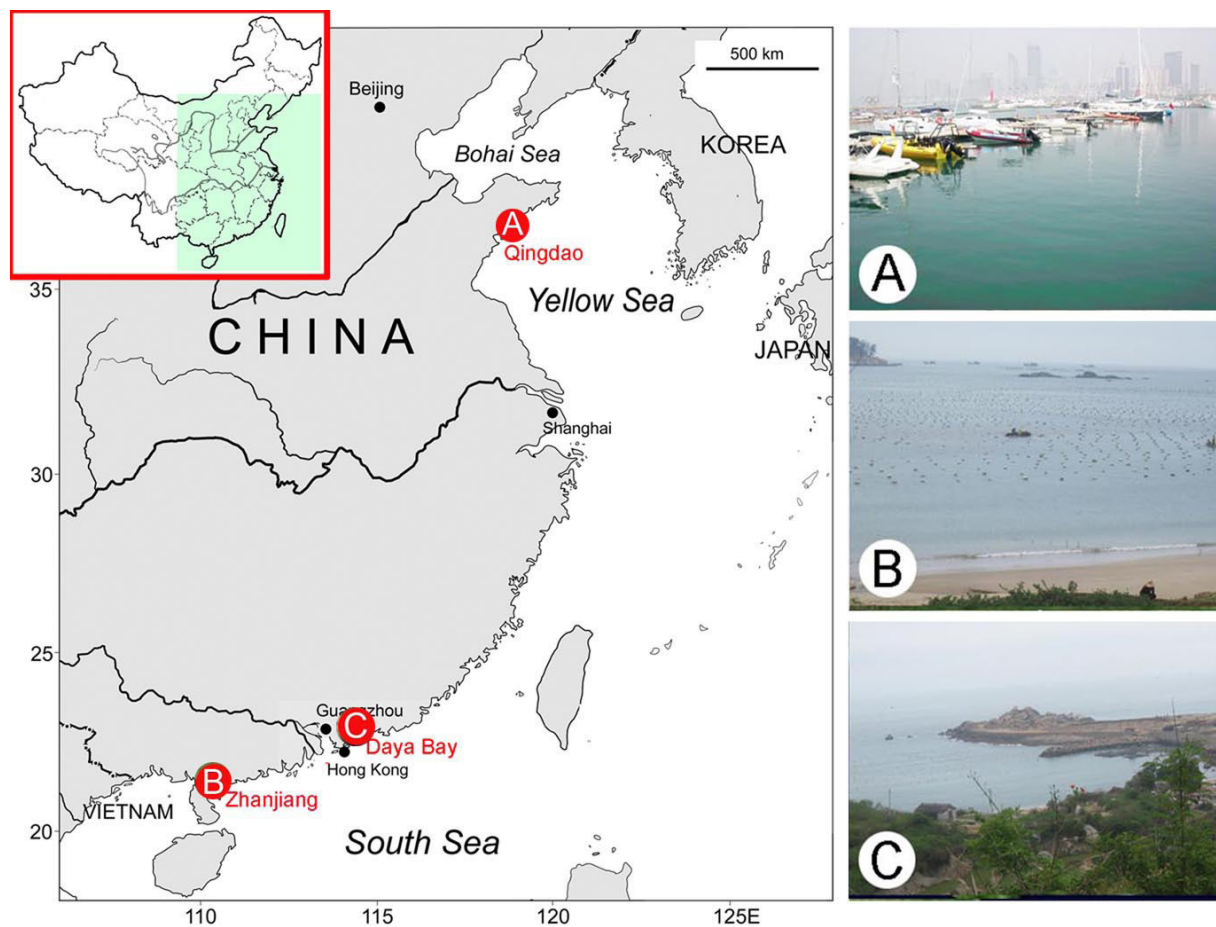 500 km
Beijing
Bohai Sea
KOREA
A
Qingdao
Yellow Sea
35
CHINA
JAPAN
Shanghai
30
25
Guangzhou
C
Daya Bay
Hong Kong
B
Zhanjiang
VIETNAM
20
South Sea
110
115
120
125E
A
B
C